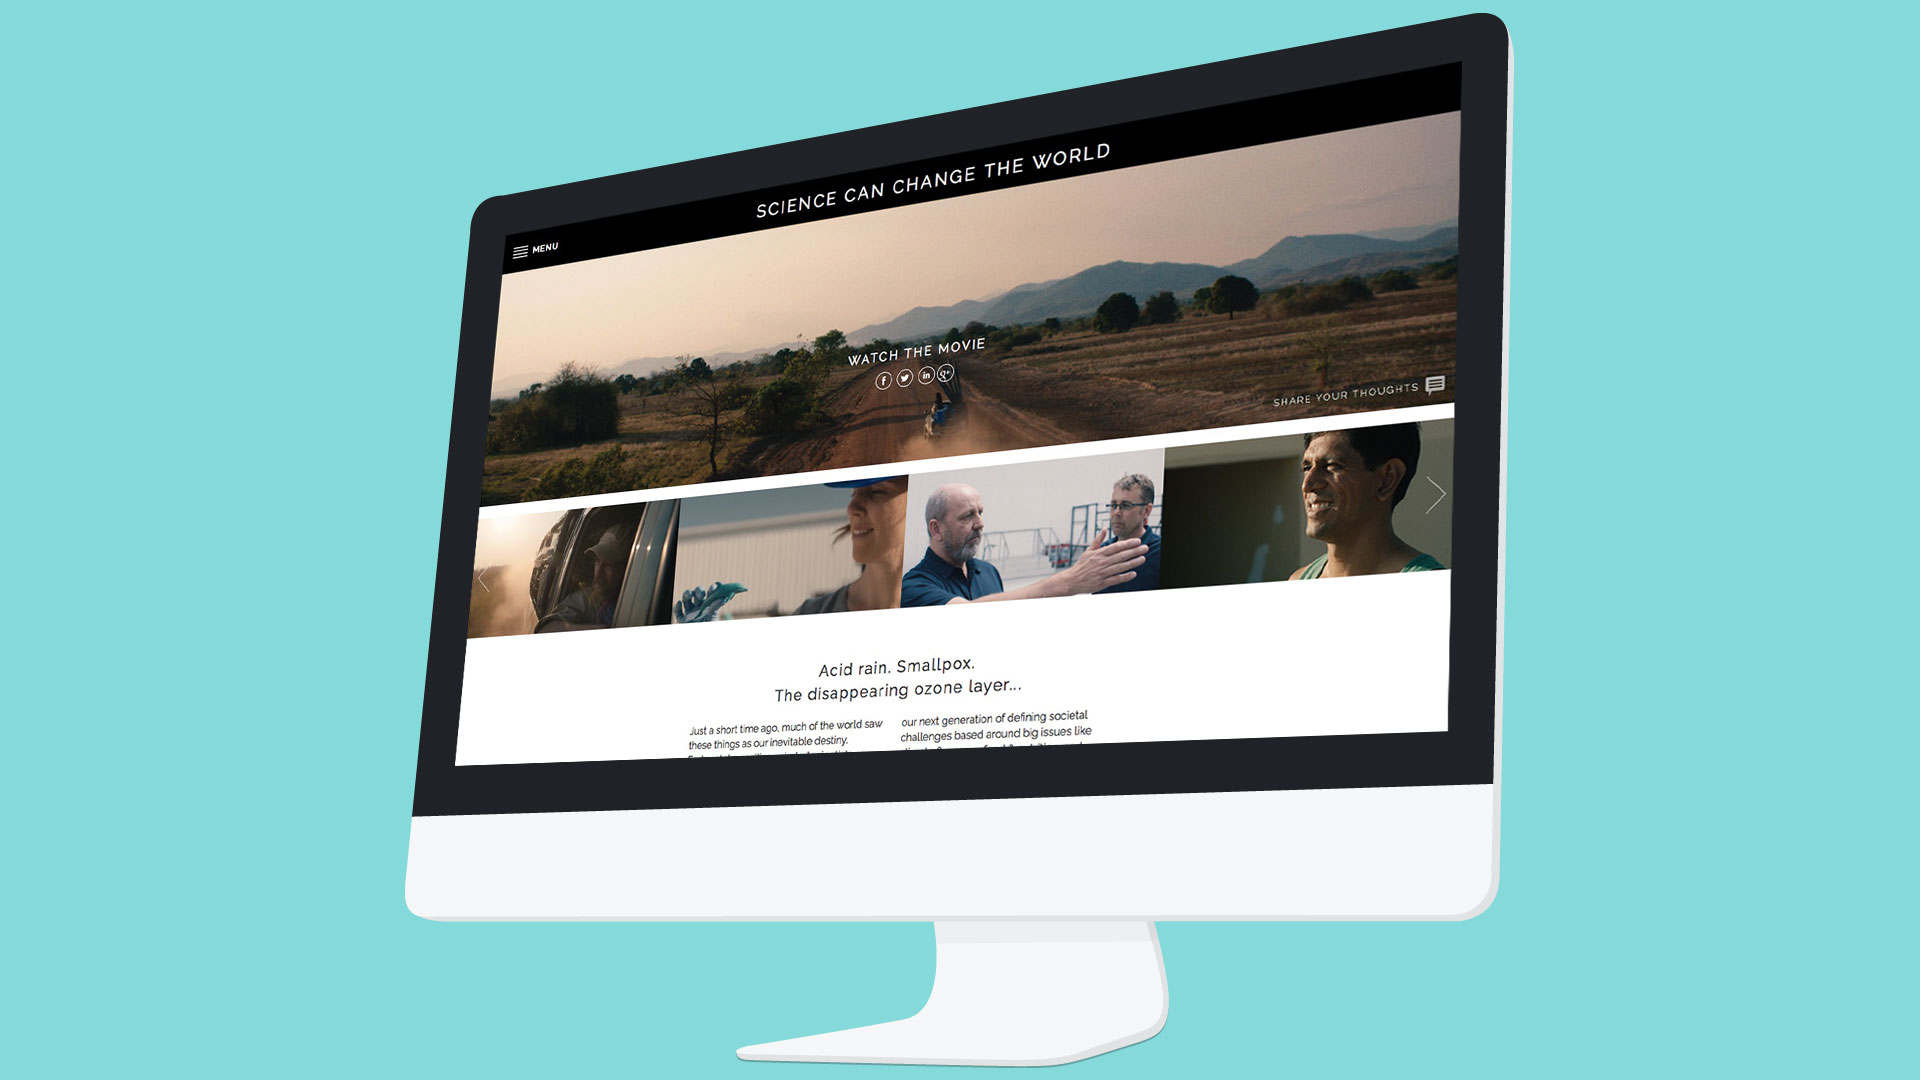 SCIENCE CAN CHANGE THE WORLD
MENU
WATCH THE MOVIE
SHARE YOUR THOUGHTS
Acid rain. Smallpox.
The disappearing ozone layer...
Just a short time ago, much of the world saw
these things as our inevitable destiny.
our next generation of defining societal
challenges based around big issues like